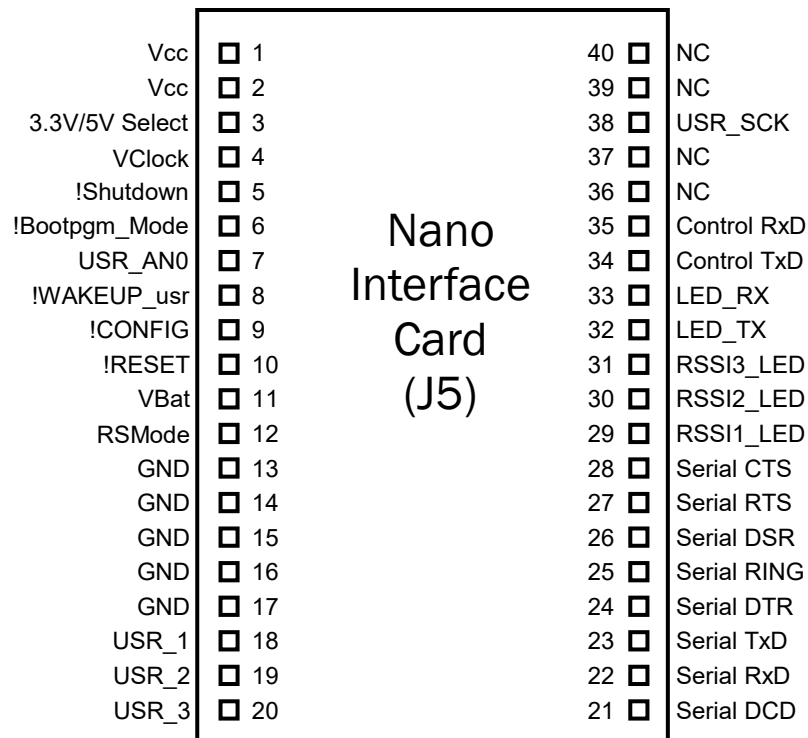 Vcc 1 40 NC
Vcc 2 39 NC
3.3V/5V Select 3 38 USR_SCK
VClock 4 37 NC
!Shutdown 5 36 NC
!Bootpgm_Mode 6 35 Control RxD
USR_AN0 7 34 Control TxD
!WAKEUP_usr 8 33 LED_RX
!CONFIG 9 32 LED_TX
!RESET 10 31 RSSI3_LED
VBat 11 30 RSSI2_LED
RSMode 12 29 RSSI1_LED
GND 13 28 Serial CTS
GND 14 27 Serial RTS
GND 15 26 Serial DSR
GND 16 25 Serial RING
GND 17 24 Serial DTR
USR_1 18 23 Serial TxD
USR_2 19 22 Serial RxD
USR_3 20 21 Serial DCD
Nano
Interface
Card
(J5)